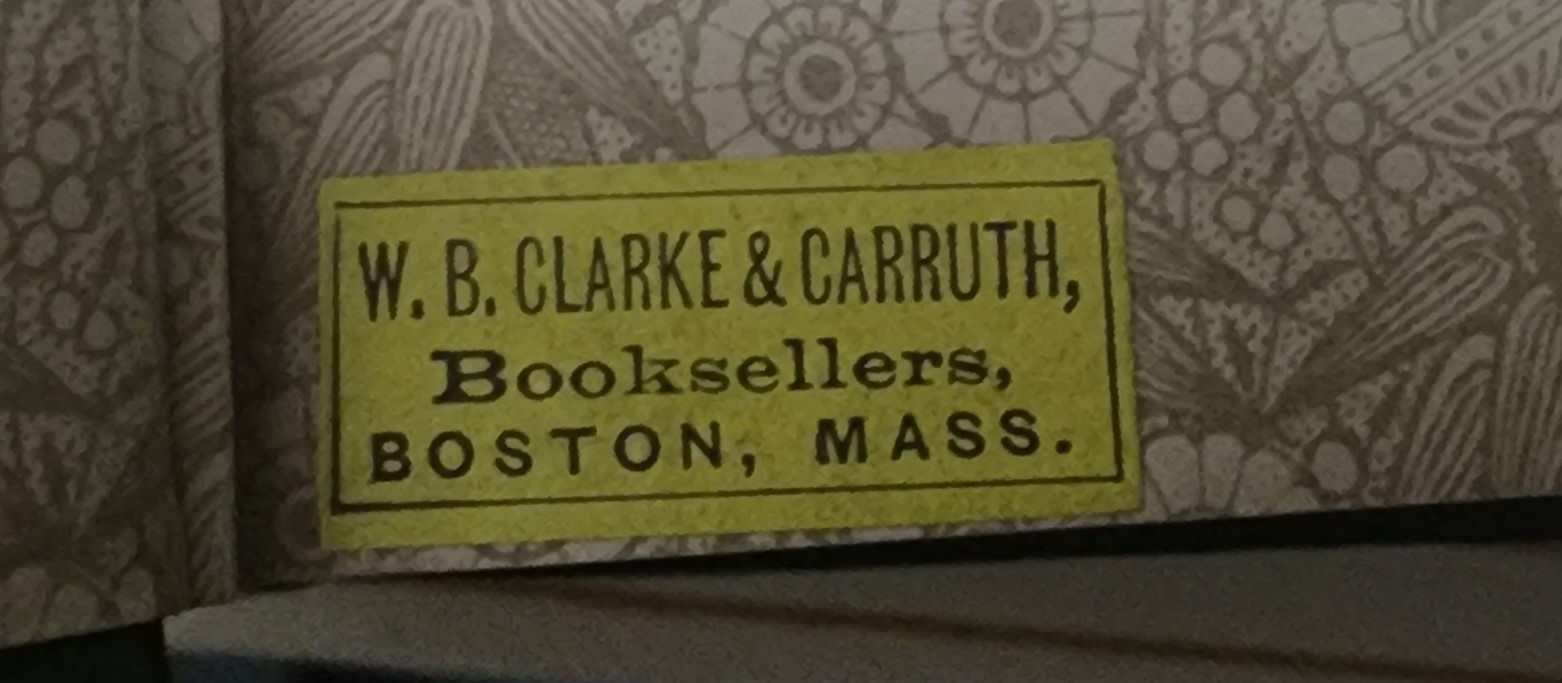 W. B. CLARKE & CARRUTH,
Booksellers,
BOSTON, MASS.